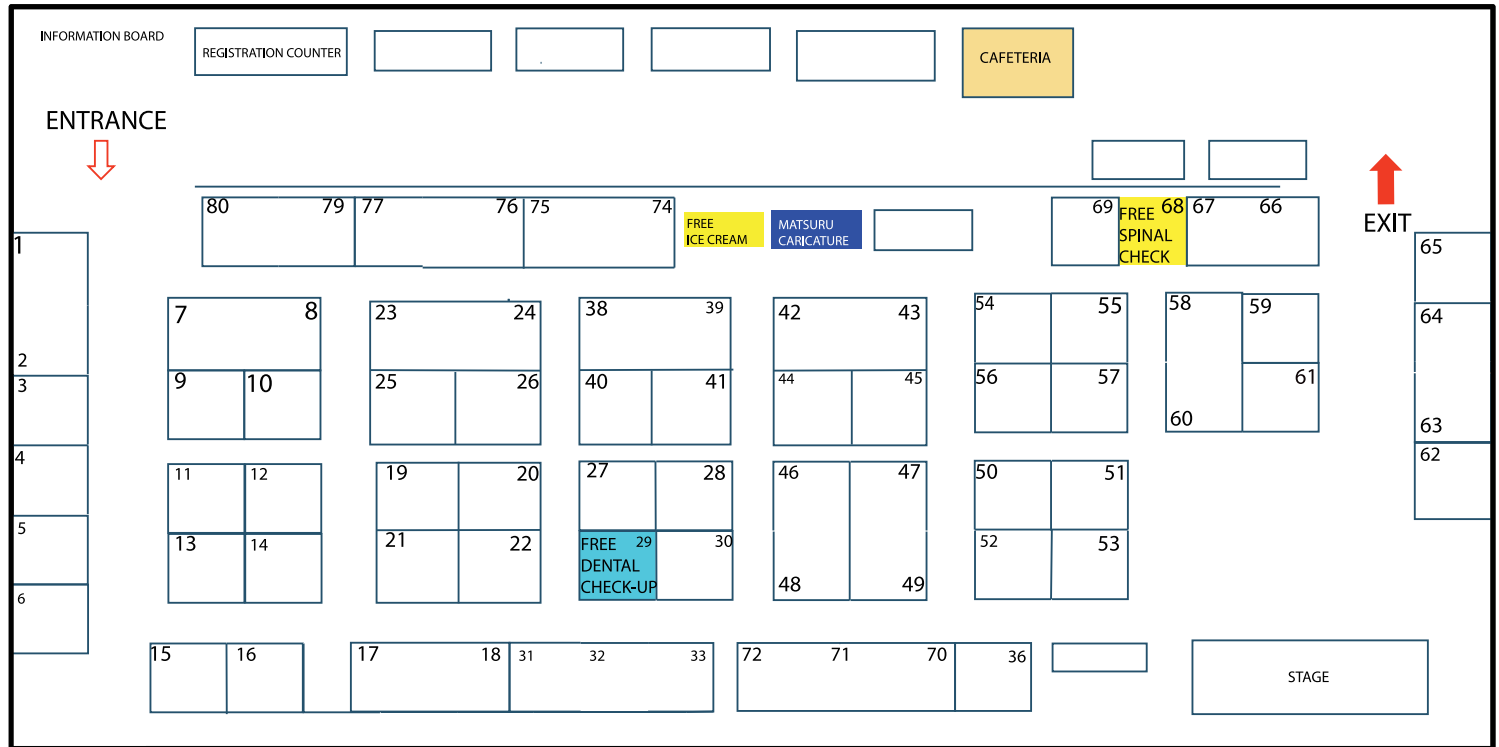 INFORMATION BOARD
REGISTRATION COUNTER
CAFETERIA
ENTRANCE
EXIT
80 79 77 76 75 74
FREE
ICE CREAM
MATSURU
CARICATURE
69
FREE 68
SPINAL
CHECK
67 66
1
2
3
4
5
6
65
64
63
62
7 8
9 10
23 24
25 26
38 39
40 41
42 43
44 45
54 55
56 57
58 59
60 61
11 12
13 14
19 20
21 22
27 28
FREE 29
DENTAL
CHECK-UP
30
46 47
48 49
50 51
52 53
15 16
17 18 31 32 33
72 71 70 36
STAGE